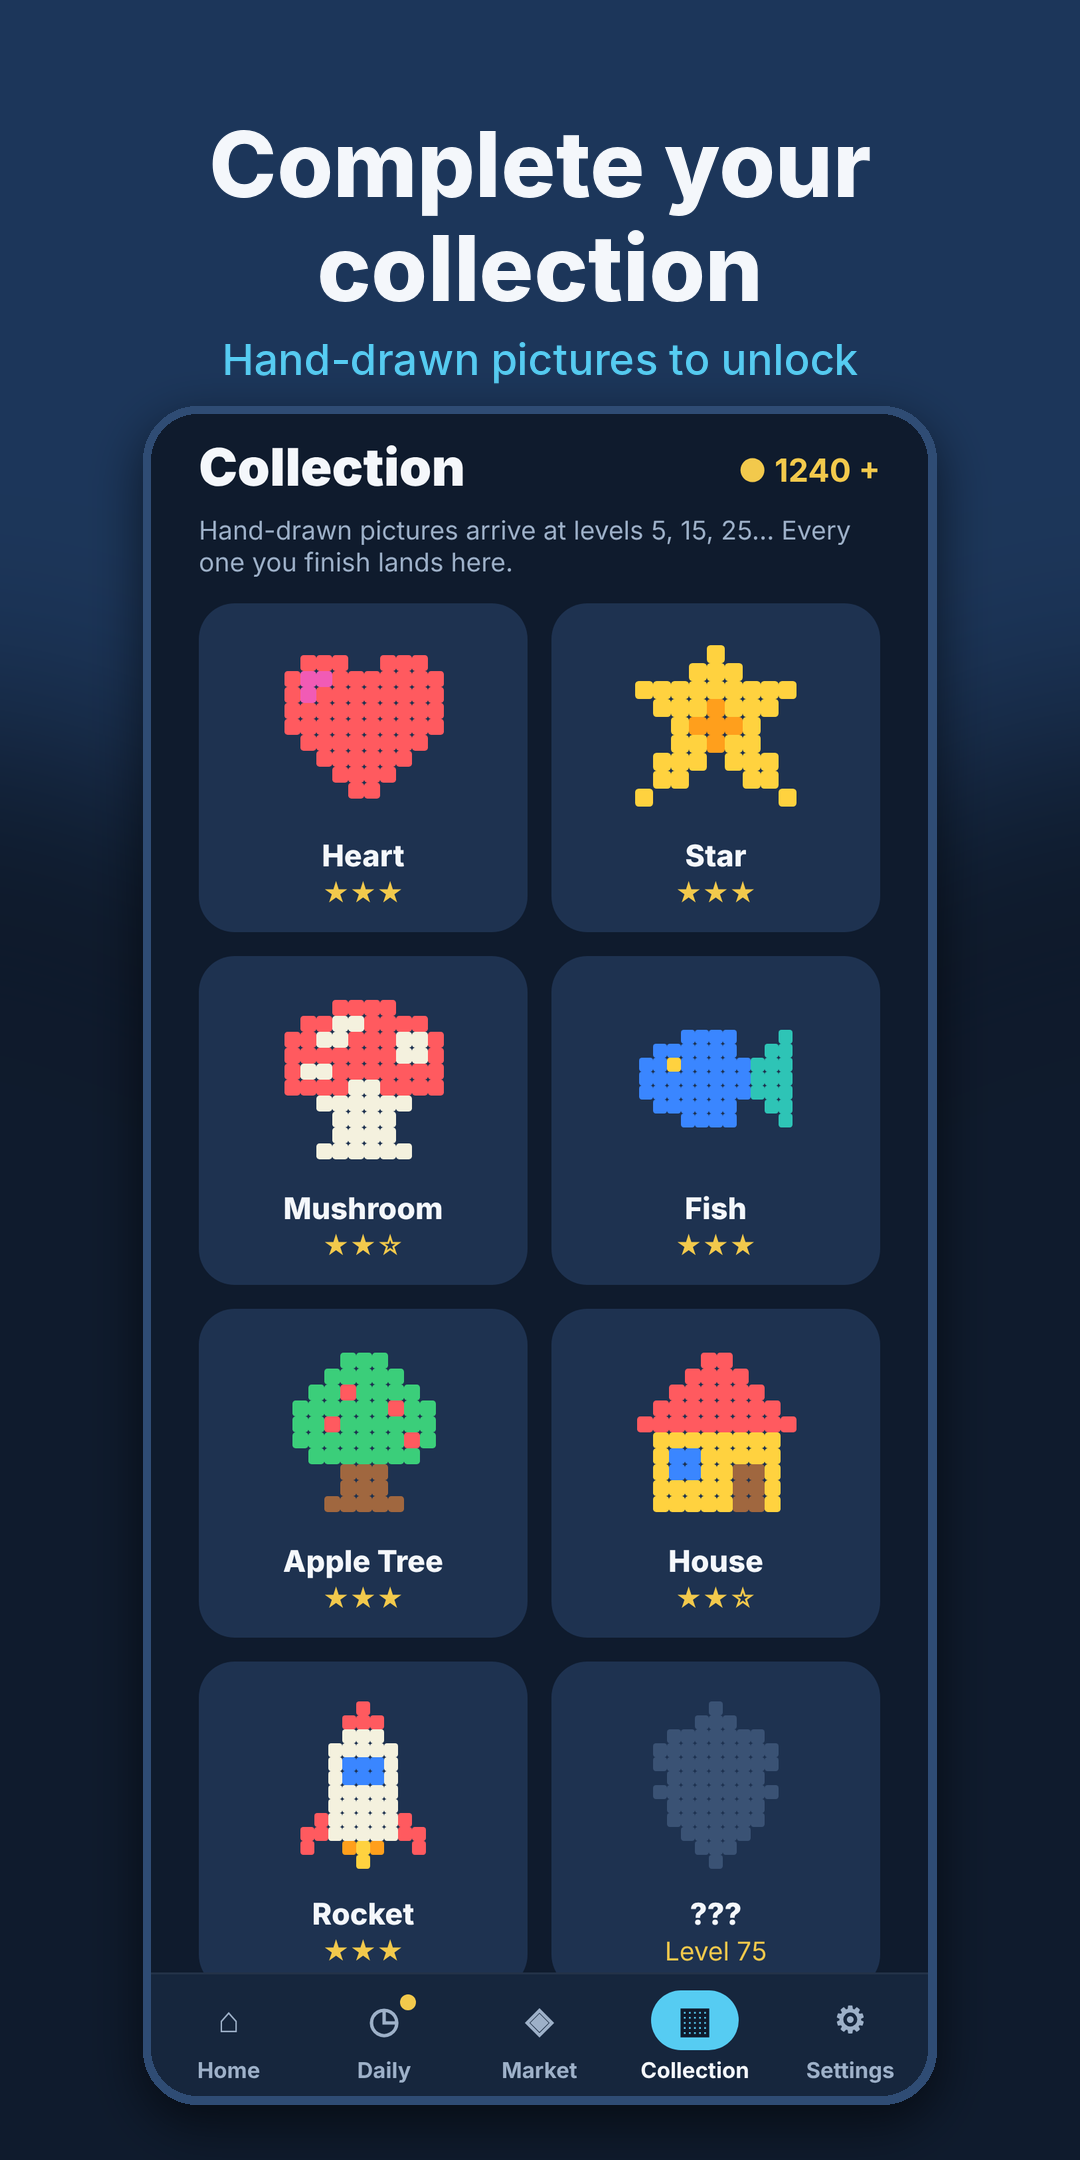 Complete your
collection
Hand-drawn pictures to unlock
Collection
1240 +
Hand-drawn pictures arrive at levels 5, 15, 25... Every
one you finish lands here.
Heart
★★★
Star
★★★
Mushroom
★★☆
Fish
★★★
Apple Tree
★★★
House
★★☆
Rocket
★★★
???
Level 75
Home
Daily
Market
Collection
Settings